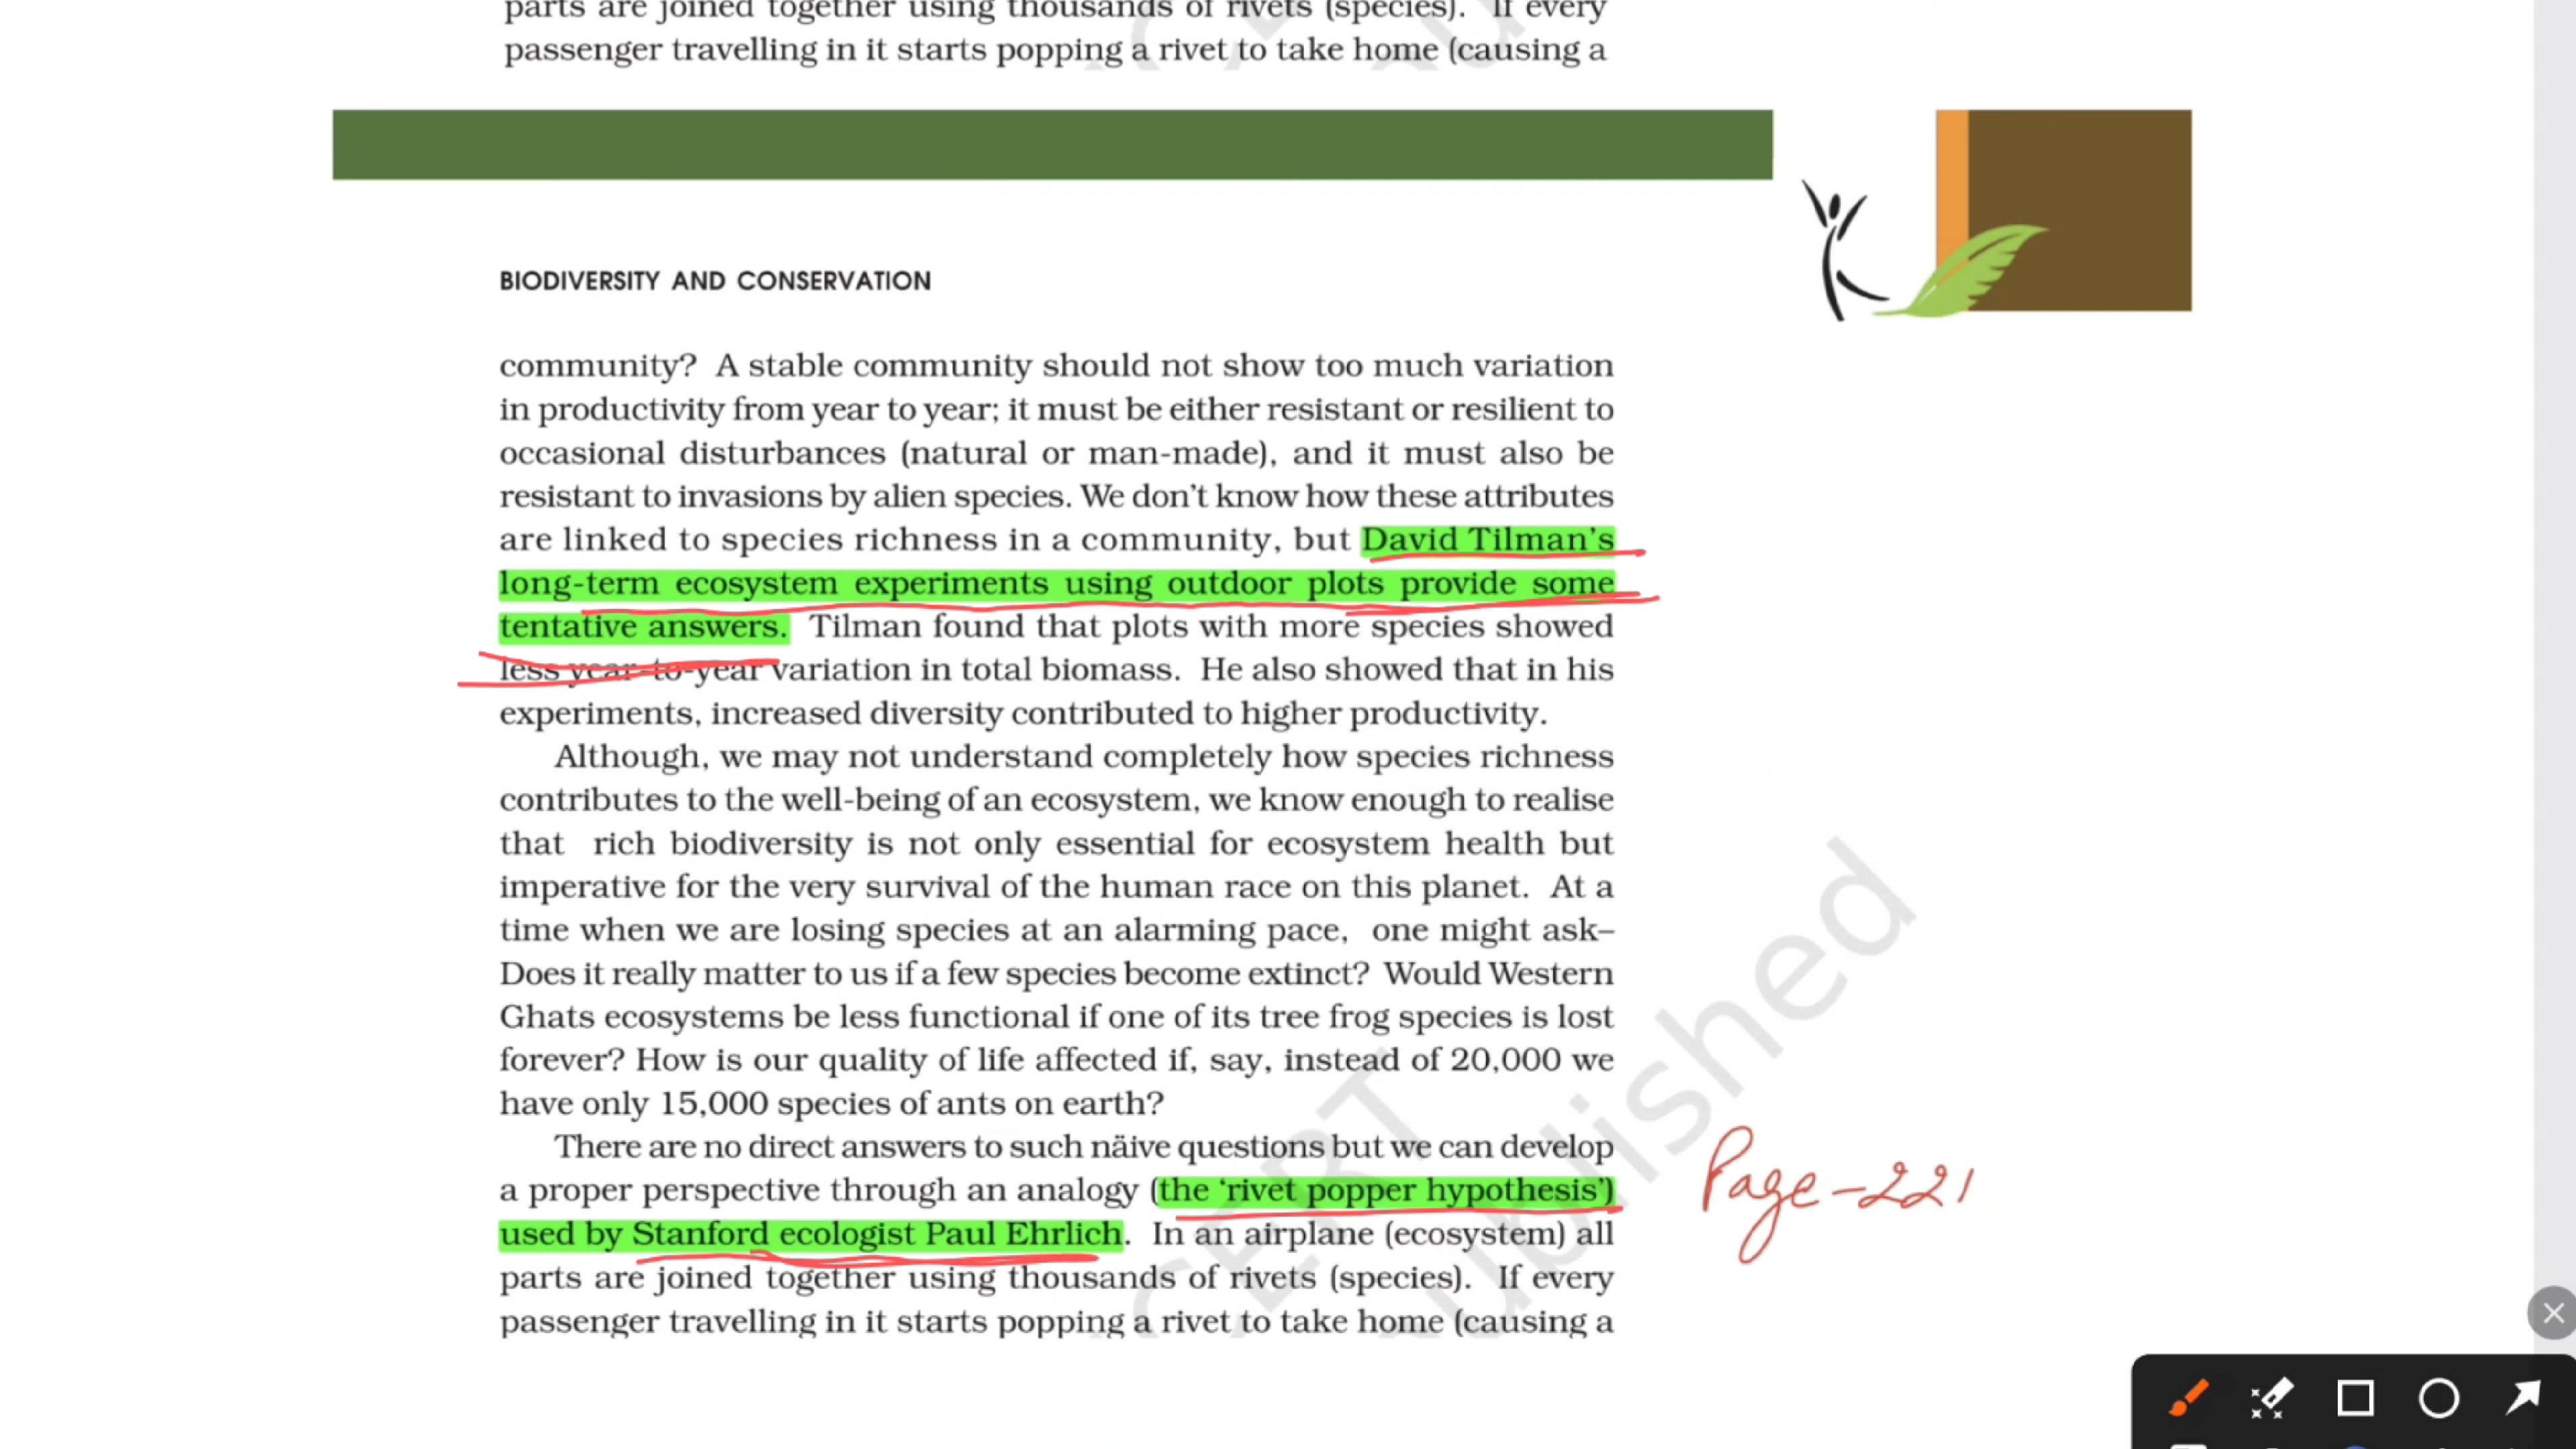 parts are joined together using thousands of rivets (species). If every
passenger travelling in it starts popping a rivet to take home (causing a
BIODIVERSITY AND CONSERVATION
community? A stable community should not show too much variation
in productivity from year to year; it must be either resistant or resilient to
occasional disturbances (natural or man-made), and it must also be
resistant to invasions by alien species. We don't know how these attributes
are linked to species richness in a community, but David Tilman's
long-term ecosystem experiments using outdoor plots provide some
tentative answers. Tilman found that plots with more species showed
less year-to-year variation in total biomass. He also showed that in his
experiments, increased diversity contributed to higher productivity.
Although, we may not understand completely how species richness
contributes to the well-being of an ecosystem, we know enough to realise
that rich biodiversity is not only essential for ecosystem health but
imperative for the very survival of the human race on this planet. At a
time when we are losing species at an alarming pace, one might ask–
Does it really matter to us if a few species become extinct? Would Western
Ghats ecosystems be less functional if one of its tree frog species is lost
forever? How is our quality of life affected if, say, instead of 20,000 we
have only 15,000 species of ants on earth?
There are no direct answers to such näive questions but we can develop
a proper perspective through an analogy (the 'rivet popper hypothesis')
used by Stanford ecologist Paul Ehrlich. In an airplane (ecosystem) all
parts are joined together using thousands of rivets (species). If every
passenger travelling in it starts popping a rivet to take home (causing a
Page-221